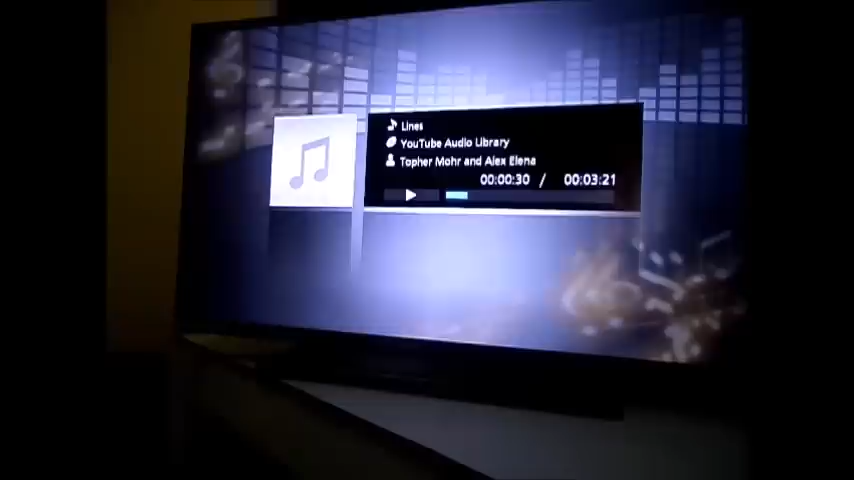 Lines
YouTube Audio Library
Topher Mohr and Alex Elena
00:00:30 / 00:03:21